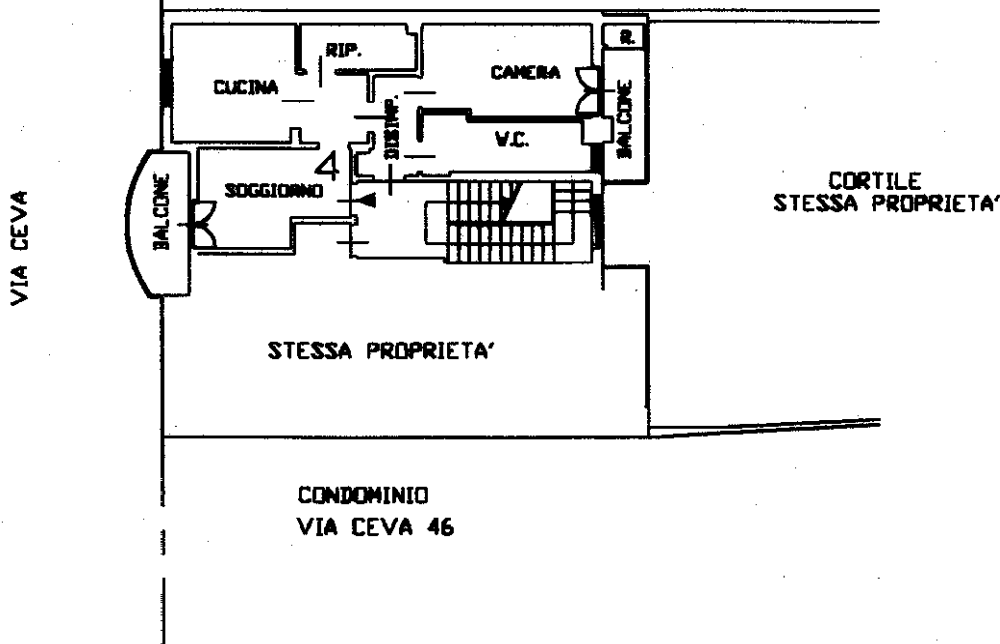 R.
RIP.
CAMERA
CUCINA
BALCONE
DISIMP.
W.C.
4
SOGGIORNO
BALCONE
CORTILE
STESSA PROPRIETA'
VIA CEVA
STESSA PROPRIETA'
CONDOMINIO
VIA CEVA 46